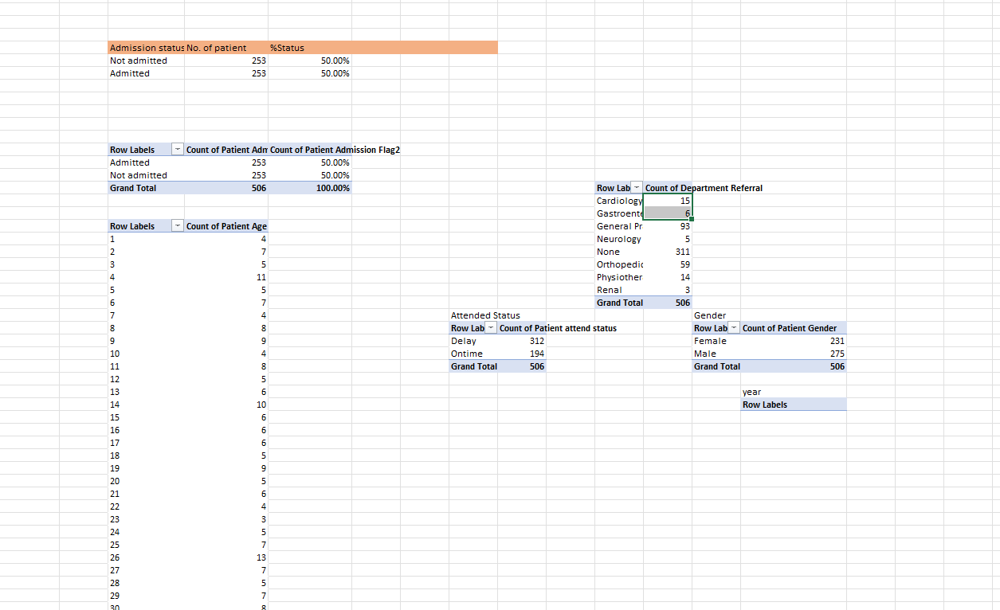 Admission status No. of patient %Status
Not admitted 253 50.00%
Admitted 253 50.00%
Row Labels Count of Patient Adm Count of Patient Admission Flag2
Admitted 253 50.00%
Not admitted 253 50.00%
Grand Total 506 100.00%
Row Labels Count of Patient Age
1 4
2 7
3 5
4 11
5 5
6 7
7 4
8 8
9 9
10 4
11 8
12 5
13 6
14 10
15 6
16 6
17 6
18 5
19 9
20 5
21 6
22 4
23 3
24 5
25 7
26 13
27 7
28 5
29 7
30 8
Row Lab Count of Department Referral
Cardiology 15
Gastroente 6
General Pr 93
Neurology 5
None 311
Orthopedic 59
Physiother 14
Renal 3
Grand Total 506
Attended Status
Row Lab Count of Patient attend status
Delay 312
Ontime 194
Grand Total 506
Gender
Row Lab Count of Patient Gender
Female 231
Male 275
Grand Total 506
year
Row Labels